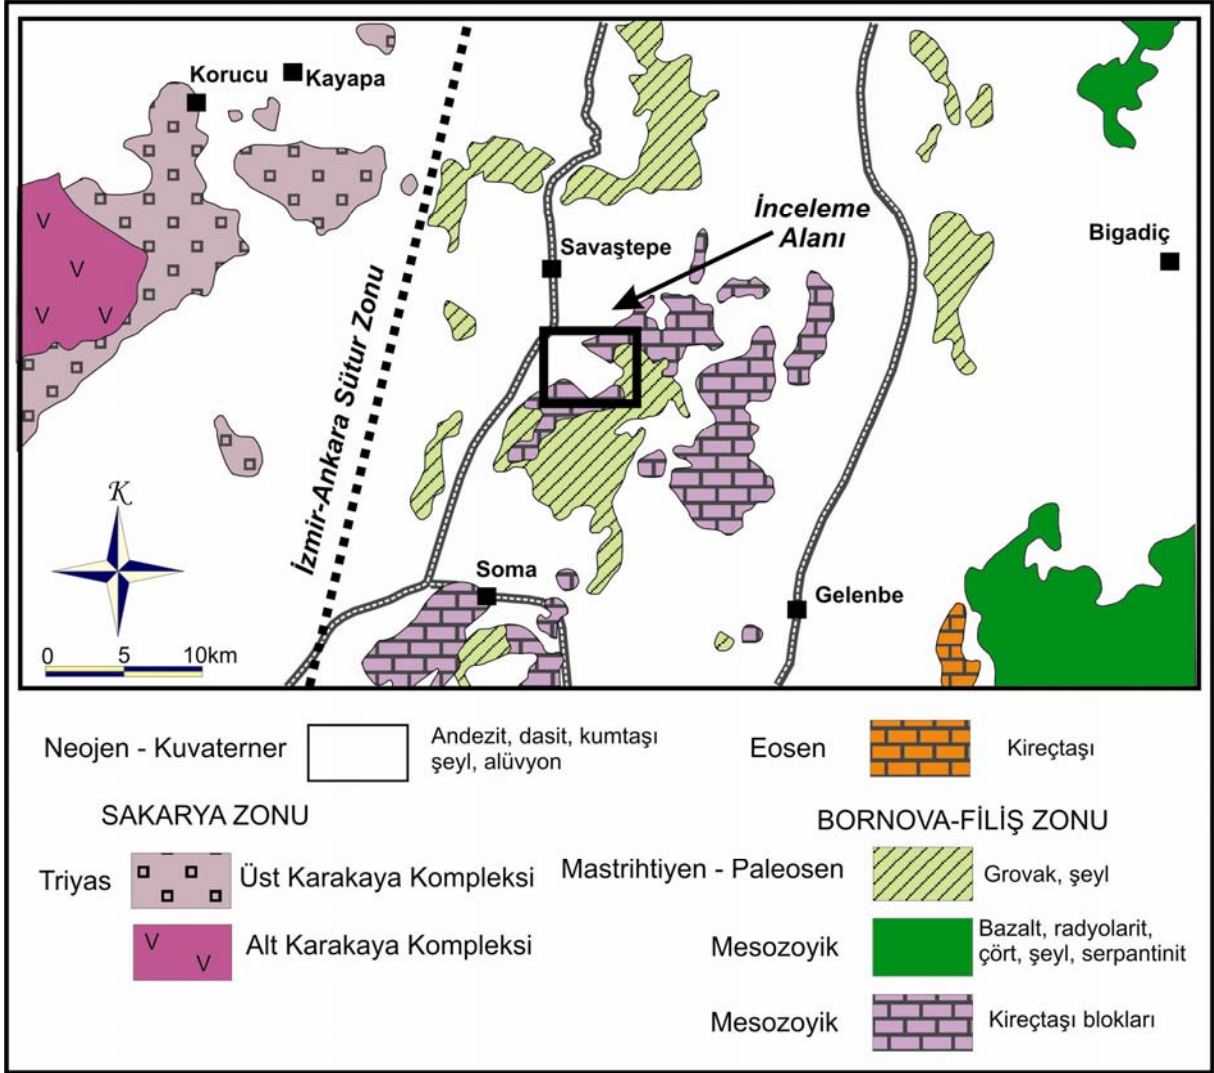 Korucu
Kayapa
İnceleme
Alanı
Savaştepe
Bigadiç
İzmir-Ankara Sütur Zonu
K
Soma
Gelenbe
0 5 10km
Neojen - Kuvaterner
Andezit, dasit, kumtaşı
şeyl, alüvyon
Eosen
Kireçtaşı
SAKARYA ZONU
BORNOVA-FİLİŞ ZONU
Triyas
Üst Karakaya Kompleksi
Mastrihtiyen - Paleosen
Grovak, şeyl
V V
Alt Karakaya Kompleksi
Mesozoyik
Bazalt, radyolarit,
çört, şeyl, serpantinit
Mesozoyik
Kireçtaşı blokları
V
V
V V